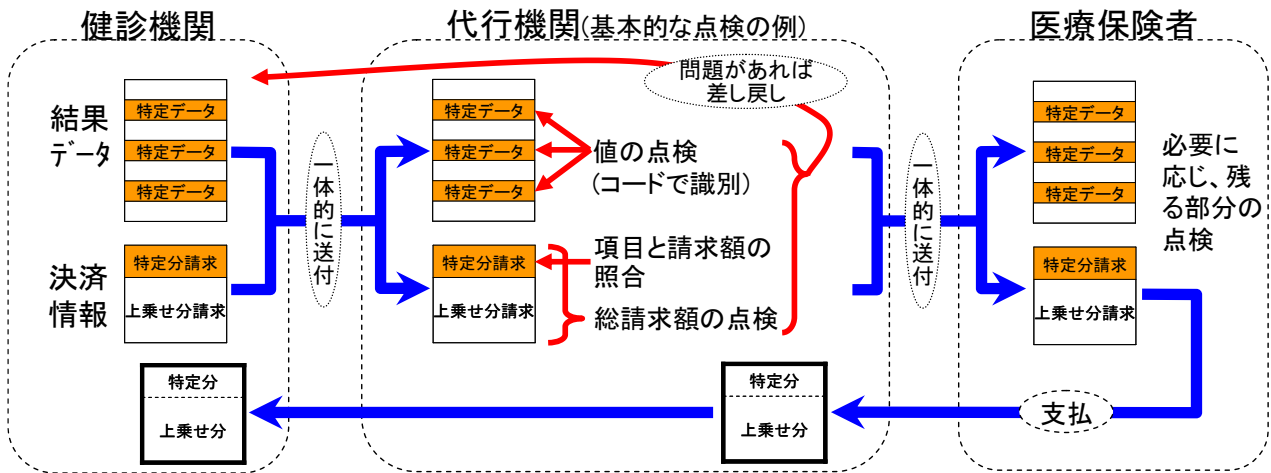 健診機関
代行機関(基本的な点検の例)
医療保険者
問題があれば
差し戻し
結果
データ
特定データ
特定データ
特定データ
一体的に送付
特定データ
特定データ
特定データ
値の点検
(コードで識別)
一体的に送付
特定データ
特定データ
特定データ
必要に
応じ、残
る部分の
点検
決済
情報
特定分請求
上乗せ分請求
特定分請求
上乗せ分請求
項目と請求額の
照合
総請求額の点検
特定分請求
上乗せ分請求
特定分
上乗せ分
特定分
上乗せ分
支払